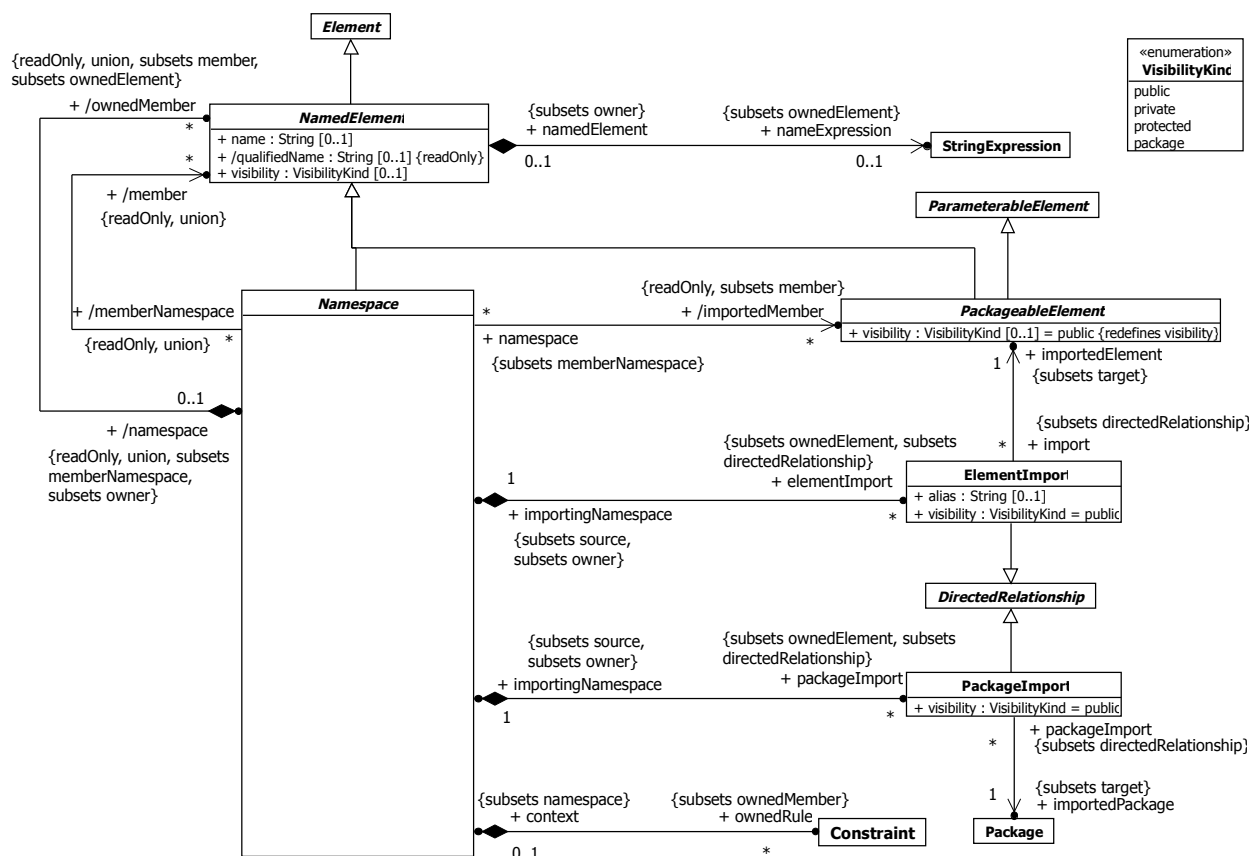 Element
{readOnly, union, subsets member,
subsets ownedElement}
+ /ownedMember
*
NamedElement
+ name : String [0..1]
+ /qualifiedName : String [0..1] {readOnly}
+ visibility : VisibilityKind [0..1]
{subsets owner}
+ namedElement
0..1
{subsets ownedElement}
+ nameExpression
0..1
StringExpression
«enumeration»
VisibilityKind
public
private
protected
package
*
+ /member
{readOnly, union}
ParameterableElement
+ /memberNamespace
{readOnly, union}
*
Namespace
{readOnly, subsets member}
+ /importedMember
*
*
+ namespace
{subsets memberNamespace}
PackageableElement
+ visibility : VisibilityKind [0..1] = public {redefines visibility}
1
+ importedElement
{subsets target}
0..1
+ /namespace
{readOnly, union, subsets
memberNamespace,
subsets owner}
{subsets directedRelationship}
+ import
*
{subsets ownedElement, subsets
directedRelationship}
+ elementImport
*
1
+ importingNamespace
{subsets source,
subsets owner}
ElementImport
+ alias : String [0..1]
+ visibility : VisibilityKind = public
DirectedRelationship
{subsets source,
subsets owner}
+ importingNamespace
1
{subsets ownedElement, subsets
directedRelationship}
+ packageImport
*
PackageImport
+ visibility : VisibilityKind = public
+ packageImport
{subsets directedRelationship}
*
{subsets target}
+ importedPackage
1
Package
{subsets namespace}
+ context
0..1
{subsets ownedMember}
+ ownedRule
*
Constraint